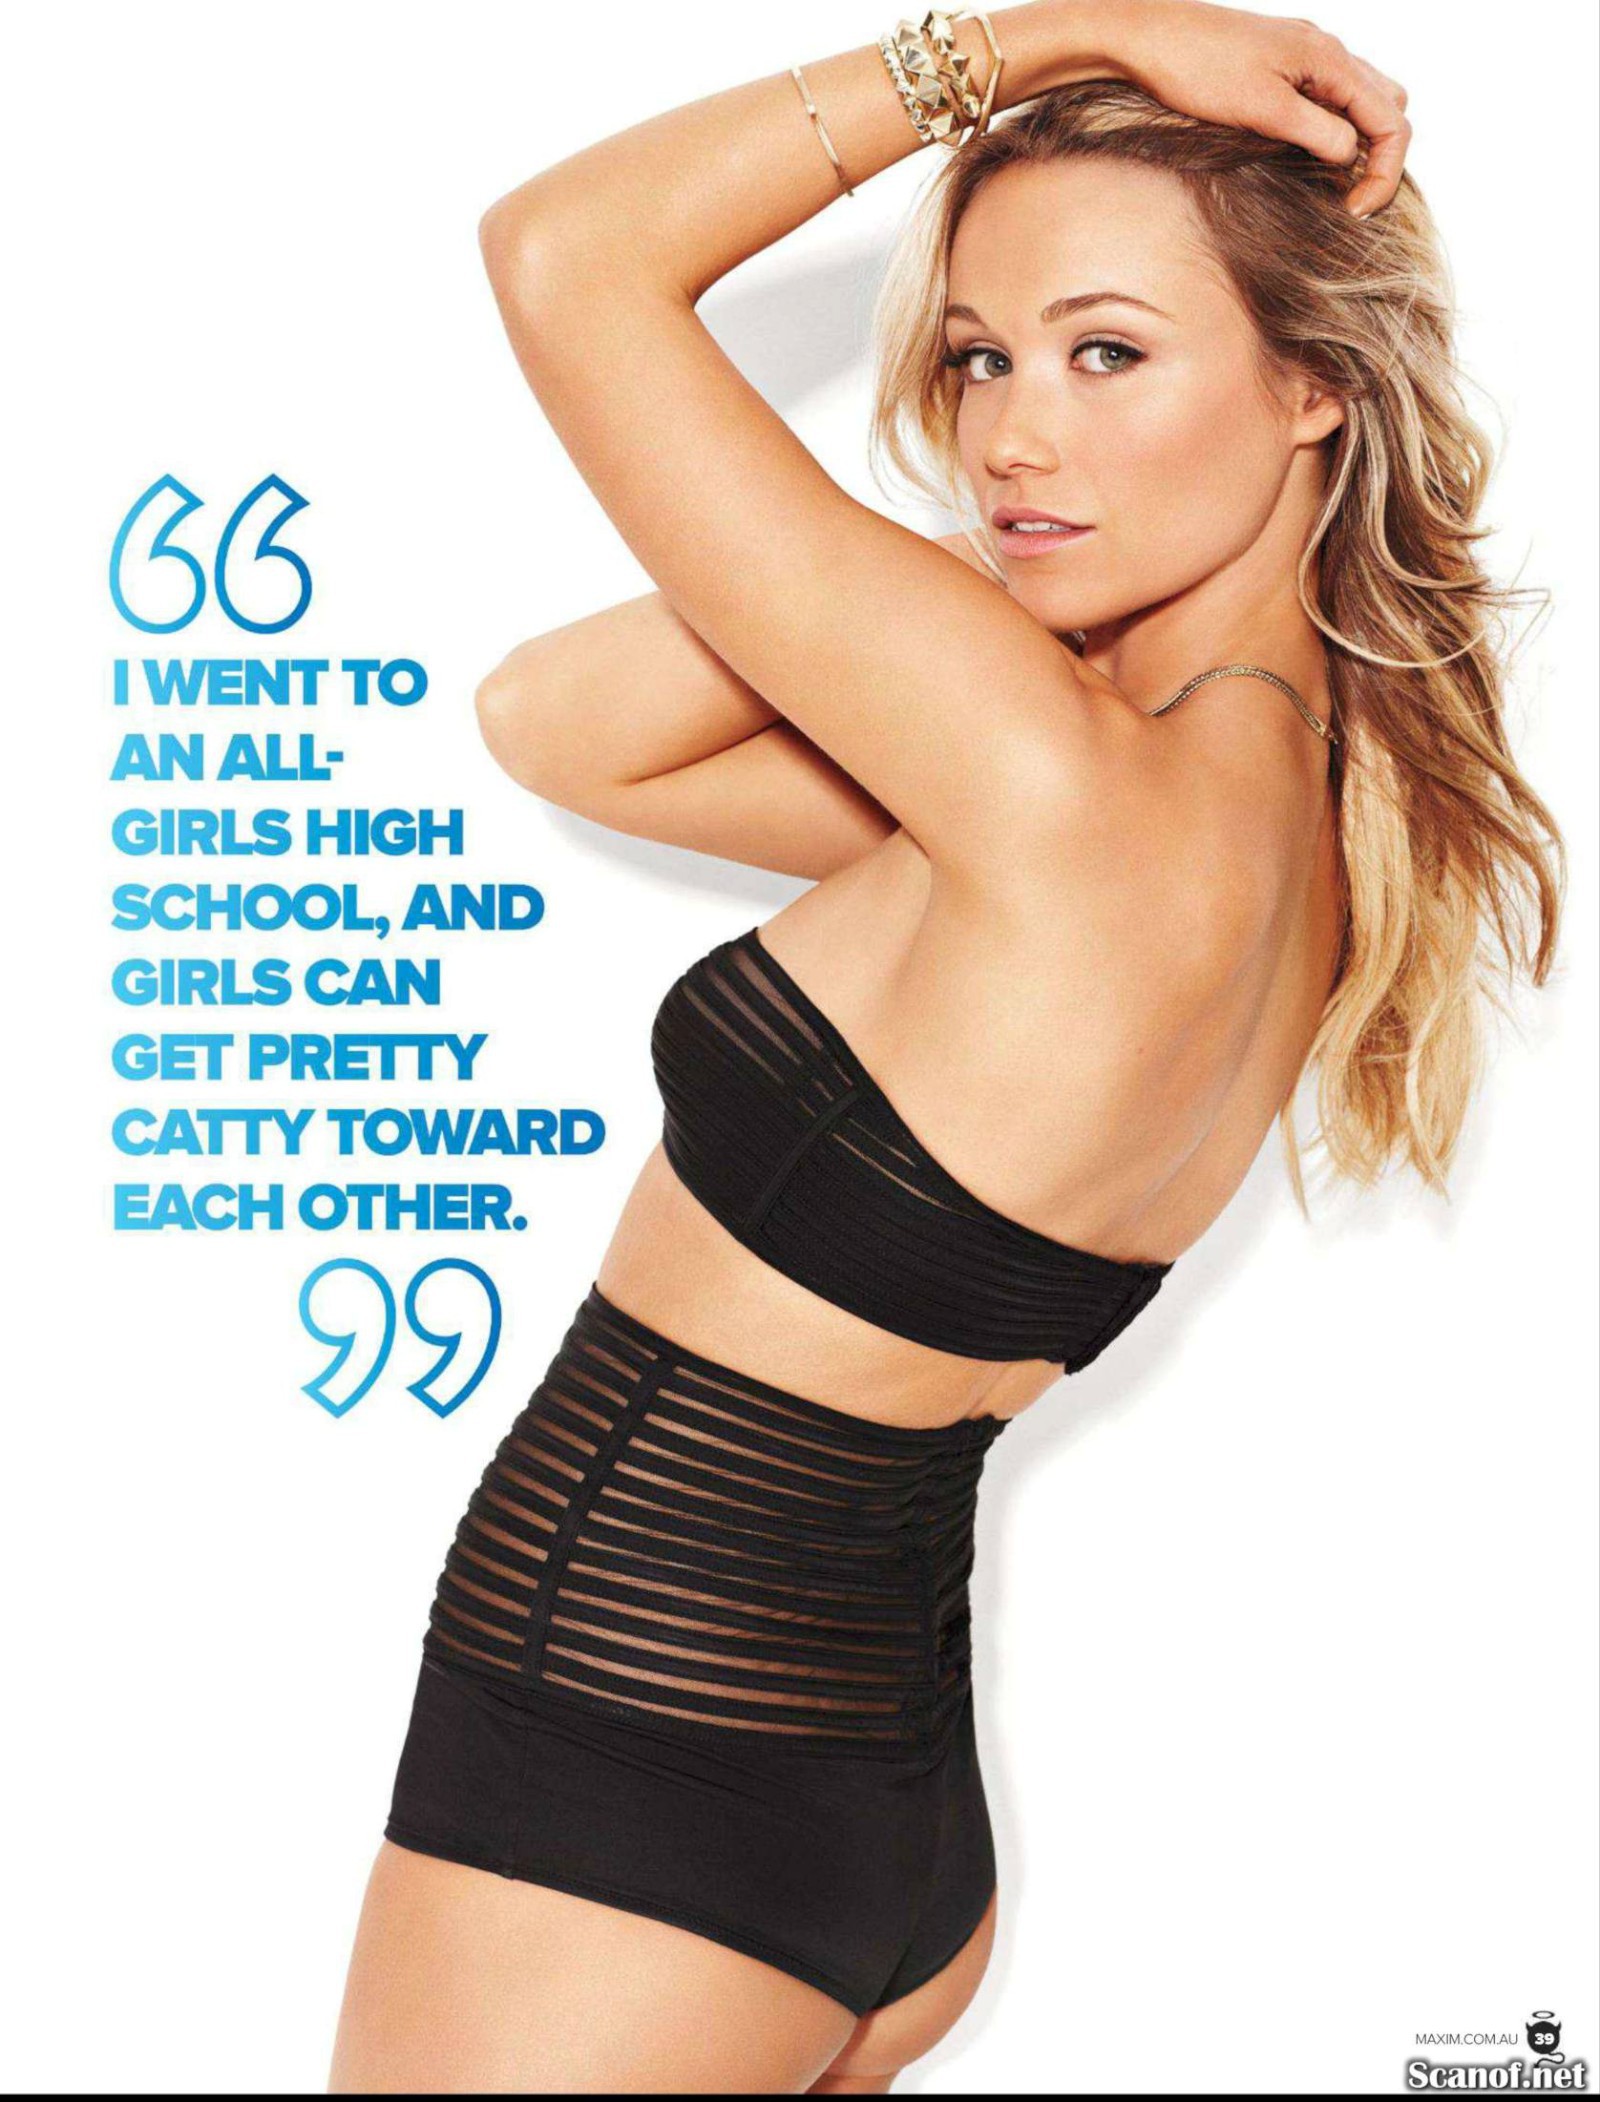 “
I WENT TO
AN ALL-
GIRLS HIGH
SCHOOL, AND
GIRLS CAN
GET PRETTY
CATTY TOWARD
EACH OTHER.
”
MAXIM.COM.AU 39
Scanof.net